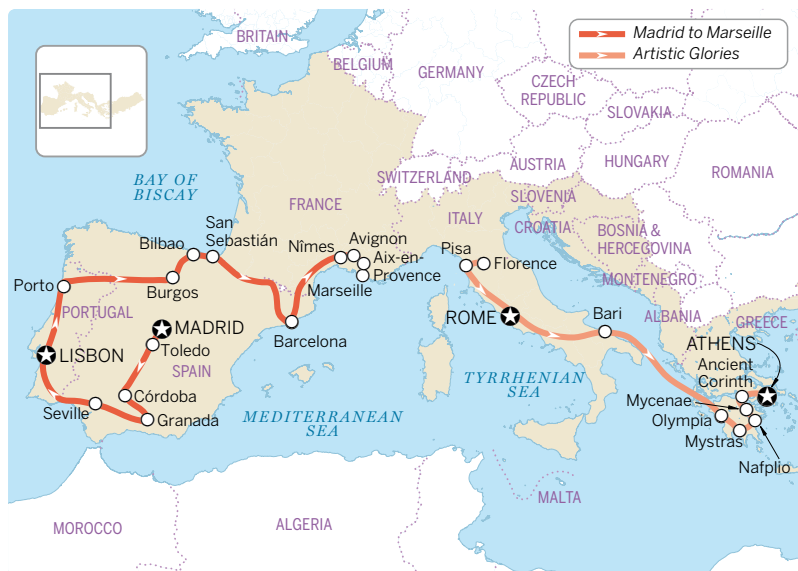 Madrid to Marseille
Artistic Glories
BRITAIN
BELGIUM
GERMANY
CZECH
REPUBLIC
SLOVAKIA
AUSTRIA
HUNGARY
ROMANIA
SWITZERLAND
SLOVENIA
BAY OF
BISCAY
FRANCE
ITALY
CROATIA
BOSNIA &
HERCEGOVINA
San
Sebastián
Bilbao
Nîmes
Avignon
Aix-en-
Provence
Pisa
Florence
MONTENEGRO
Porto
Burgos
Marseille
PORTUGAL
MADRID
ROME
Bari
ALBANIA
GREECE
Barcelona
LISBON
Toledo
SPAIN
ATHENS
Ancient
Corinth
TYRRHENIAN
SEA
Córdoba
Mycenae
Seville
Granada
MEDITERRANEAN
SEA
Olympia
Mystras
Nafplio
MALTA
MOROCCO
ALGERIA